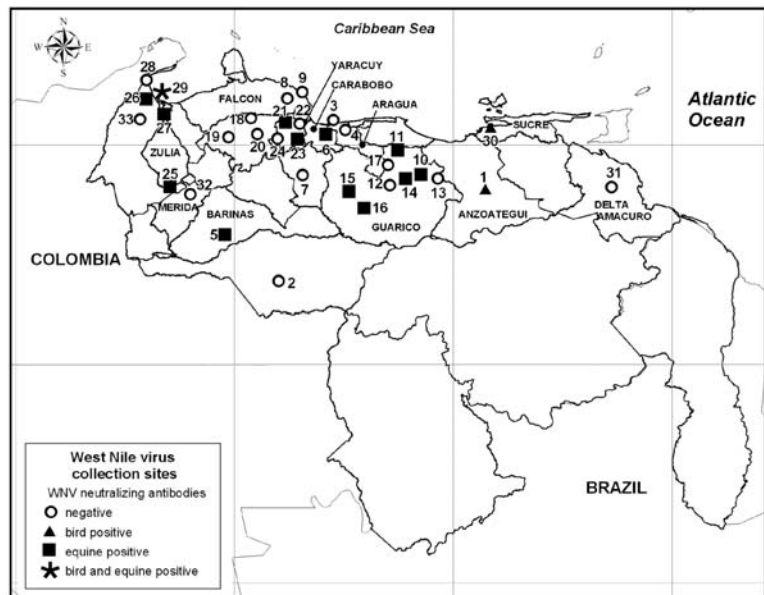 Caribbean Sea
N
W E
S
28
YARACUY
CARABOBO
ARAGUA
Atlantic
Ocean
29
26
27
33
FALCON
8
9
21
22
3
4
18
19
20
24
23
6
11
SUCRE
30
ZULIA
25
32
MERIDA
7
17
12
10
14
13
15
16
1
31
BARINAS
GUARICO
ANZOATEGUI
DELTA
AMACURO
5
COLOMBIA
2
West Nile virus
collection sites
WNV neutralizing antibodies
negative
bird positive
equine positive
bird and equine positive
BRAZIL